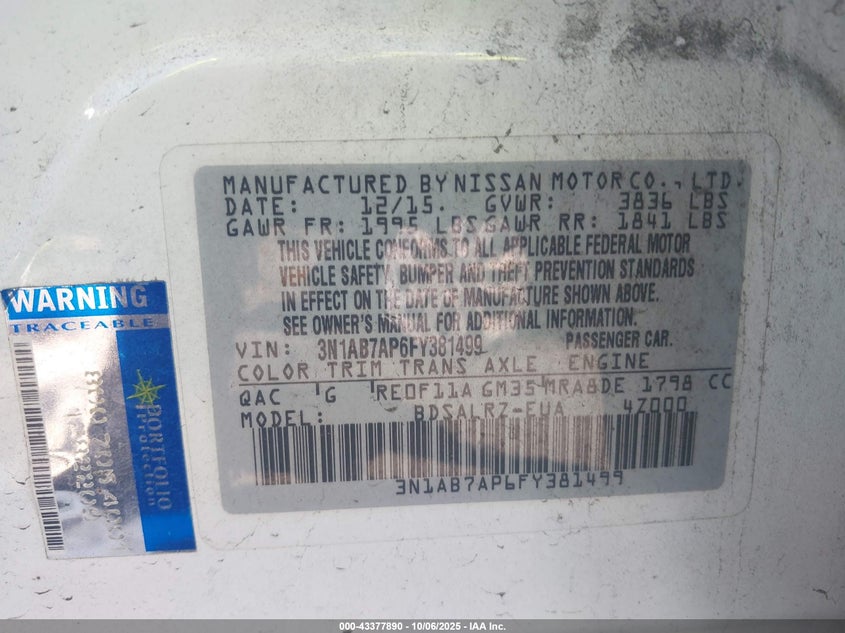 MANUFACTURED BY NISSAN MOTOR CO., LTD.
DATE: 12/15. GVWR: 3836 LBS
GAWR FR: 1995 LBS GAWR RR: 1841 LBS
THIS VEHICLE CONFORMS TO ALL APPLICABLE FEDERAL MOTOR
VEHICLE SAFETY, BUMPER AND THEFT PREVENTION STANDARDS
IN EFFECT ON THE DATE OF MANUFACTURE SHOWN ABOVE.
SEE OWNER'S MANUAL FOR ADDITIONAL INFORMATION.
VIN: 3N1AB7AP6FY381499 PASSENGER CAR.
COLOR TRIM TRANS AXLE ENGINE
QAC G RE0F11A GM35 MRA8DE 1798 CC
MODEL: BDSALRZ-EUA 4Z000
3N1AB7AP6FY381499
WARNING
TRACEABLE
PORTFOLIO
Protection
000-43377890 - 10/06/2025 - IAA Inc.